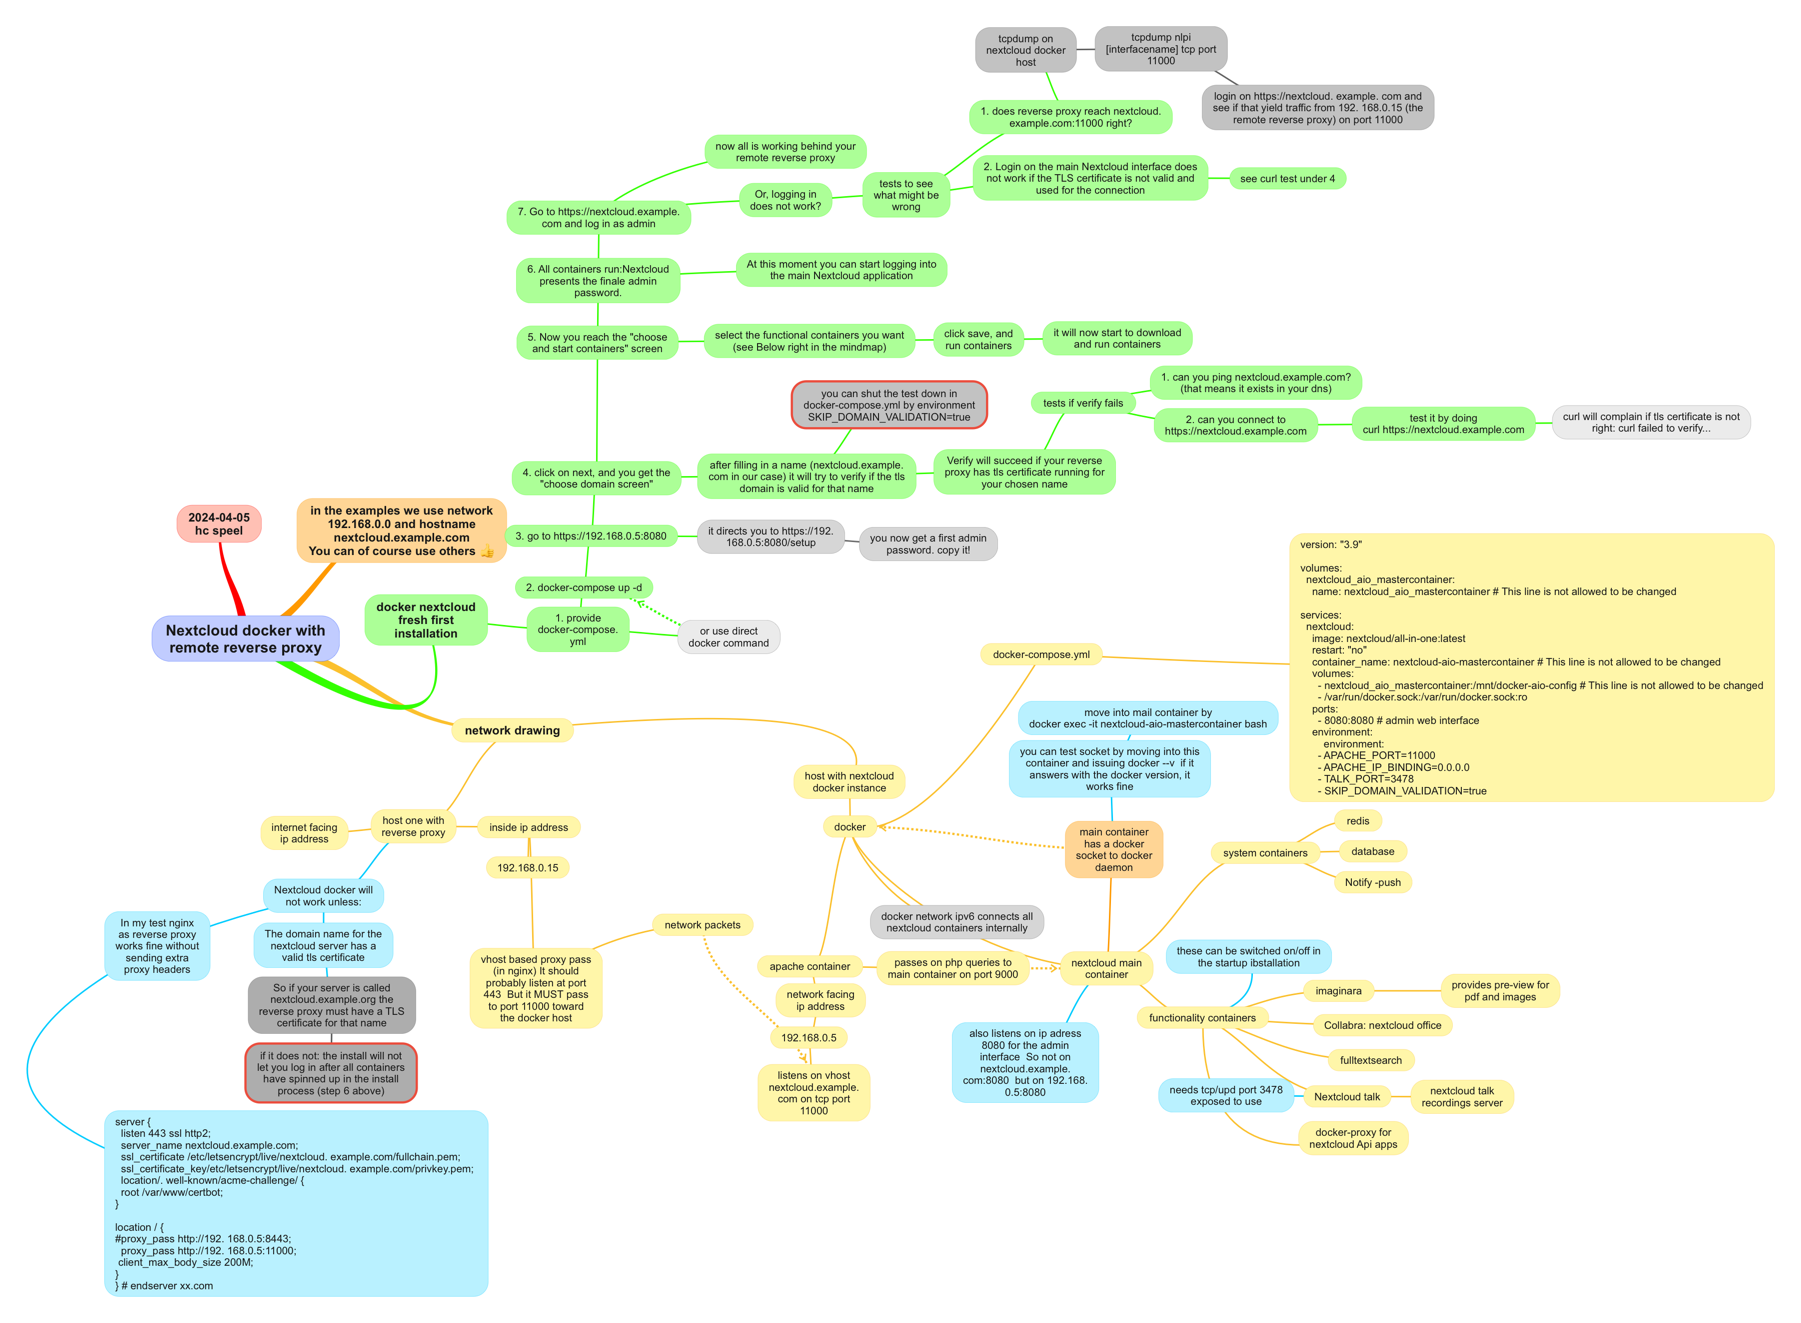 tcpdump on
nextcloud docker
host
tcpdump nlpi
[interfacename] tcp port
11000
login on https://nextcloud. example. com and
see if that yield traffic from 192. 168.0.15 (the
remote reverse proxy) on port 11000
1. does reverse proxy reach nextcloud.
example.com:11000 right?
now all is working behind your
remote reverse proxy
2. Login on the main Nextcloud interface does
not work if the TLS certificate is not valid and
used for the connection
see curl test under 4
tests to see
what might be
wrong
Or, logging in
does not work?
7. Go to https://nextcloud.example.
com and log in as admin
6. All containers run:Nextcloud
presents the finale admin
password.
At this moment you can start logging into
the main Nextcloud application
5. Now you reach the "choose
and start containers" screen
select the functional containers you want
(see Below right in the mindmap)
click save, and
run containers
it will now start to download
and run containers
you can shut the test down in
docker-compose.yml by environment
SKIP_DOMAIN_VALIDATION=true
tests if verify fails
1. can you ping nextcloud.example.com?
(that means it exists in your dns)
2. can you connect to
https://nextcloud.example.com
test it by doing
curl https://nextcloud.example.com
curl will complain if tls certificate is not
right: curl failed to verify...
4. click on next, and you get the
"choose domain screen"
after filling in a name (nextcloud.example.
com in our case) it will try to verify if the tls
domain is valid for that name
Verify will succeed if your reverse
proxy has tls certificate running for
your chosen name
2024-04-05
hc speel
in the examples we use network
192.168.0.0 and hostname
nextcloud.example.com
You can of course use others 👍
3. go to https://192.168.0.5:8080
it directs you to https://192.
168.0.5:8080/setup
you now get a first admin
password. copy it!
2. docker-compose up -d
docker nextcloud
fresh first
installation
1. provide
docker-compose.
yml
or use direct
docker command
Nextcloud docker with
remote reverse proxy
network drawing
docker-compose.yml
version: "3.9"
volumes:
nextcloud_aio_mastercontainer:
name: nextcloud_aio_mastercontainer # This line is not allowed to be changed
services:
nextcloud:
image: nextcloud/all-in-one:latest
restart: "no"
container_name: nextcloud-aio-mastercontainer # This line is not allowed to be changed
volumes:
- nextcloud_aio_mastercontainer:/mnt/docker-aio-config # This line is not allowed to be changed
- /var/run/docker.sock:/var/run/docker.sock:ro
ports:
- 8080:8080 # admin web interface
environment:
environment:
- APACHE_PORT=11000
- APACHE_IP_BINDING=0.0.0.0
- TALK_PORT=3478
- SKIP_DOMAIN_VALIDATION=true
move into mail container by
docker exec -it nextcloud-aio-mastercontainer bash
you can test socket by moving into this
container and issuing docker --v  if it
answers with the docker version, it
works fine
host with nextcloud
docker instance
docker
main container
has a docker
socket to docker
daemon
host one with
reverse proxy
internet facing
ip address
inside ip address
192.168.0.15
Nextcloud docker will
not work unless:
In my test nginx
as reverse proxy
works fine without
sending extra
proxy headers
The domain name for the
nextcloud server has a
valid tls certificate
So if your server is called
nextcloud.example.org the
reverse proxy must have a TLS
certificate for that name
if it does not: the install will not
let you log in after all containers
have spinned up in the install
process (step 6 above)
vhost based proxy pass
(in nginx) It should
probably listen at port
443  But it MUST pass
to port 11000 toward
the docker host
network packets
docker network ipv6 connects all
nextcloud containers internally
apache container
passes on php queries to
main container on port 9000
nextcloud main
container
network facing
ip address
192.168.0.5
listens on vhost
nextcloud.example.
com on tcp port
11000
also listens on ip adress
8080 for the admin
interface  So not on
nextcloud.example.
com:8080  but on 192.168.
0.5:8080
system containers
redis
database
Notify -push
these can be switched on/off in
the startup ibstallation
functionality containers
imaginara
provides pre-view for
pdf and images
Collabra: nextcloud office
fulltextsearch
needs tcp/upd port 3478
exposed to use
Nextcloud talk
nextcloud talk
recordings server
docker-proxy for
nextcloud Api apps
server {
listen 443 ssl http2;
server_name nextcloud.example.com;
ssl_certificate /etc/letsencrypt/live/nextcloud. example.com/fullchain.pem;
ssl_certificate_key/etc/letsencrypt/live/nextcloud. example.com/privkey.pem;
location/. well-known/acme-challenge/ {
root /var/www/certbot;
}
location / {
#proxy_pass http://192. 168.0.5:8443;
proxy_pass http://192. 168.0.5:11000;
client_max_body_size 200M;
}
} # endserver xx.com